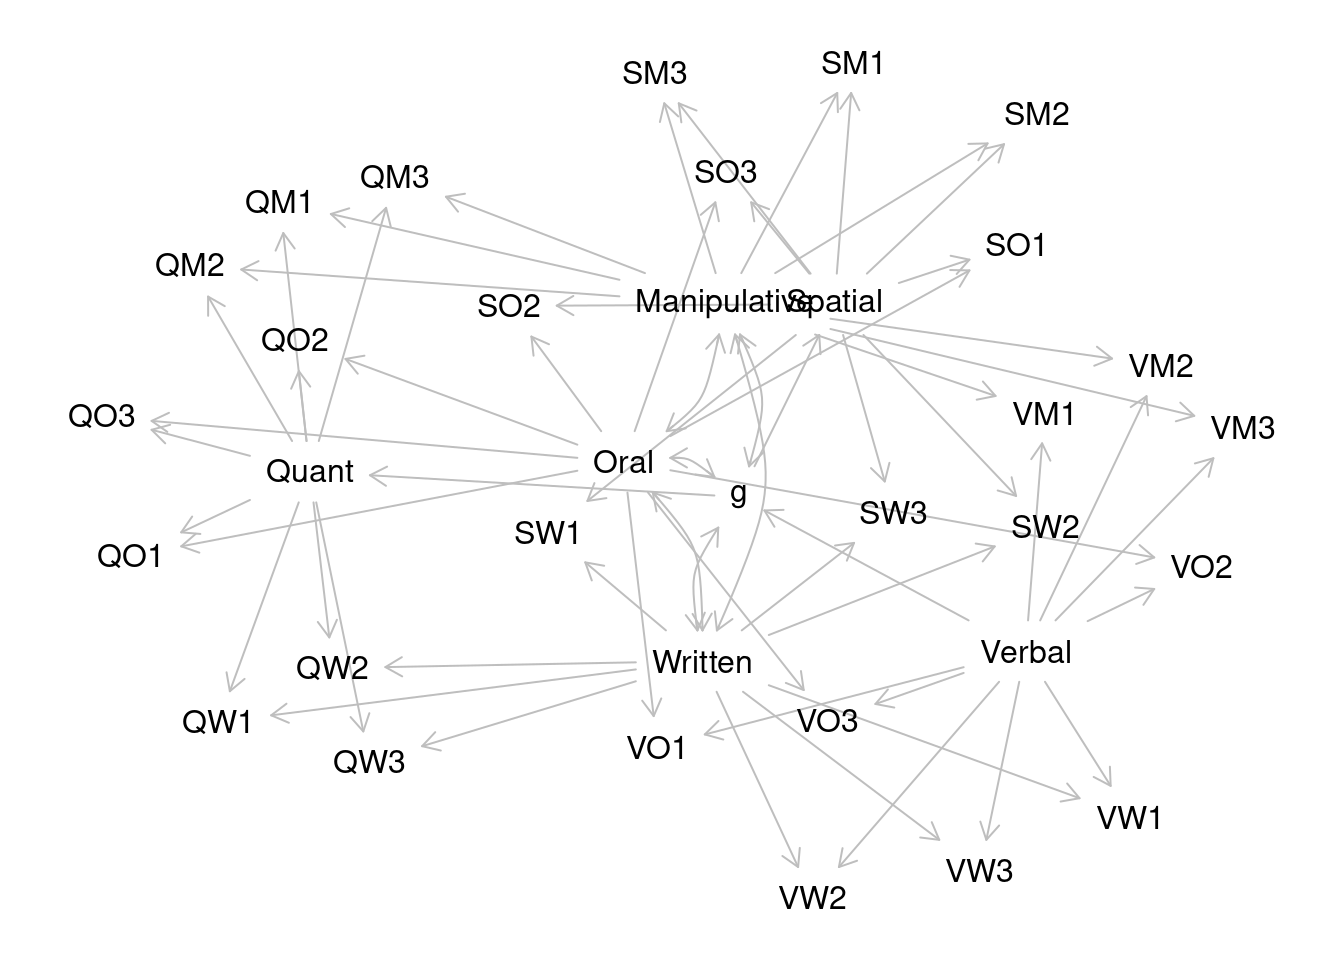 SM1
SM3
SM2
SO3
QM3
QM1
SO1
QM2
Manipulative
Spatial
SO2
QO2
VM2
QO3
VM1
VM3
Oral
Quant
g
SW3
SW2
SW1
QO1
VO2
Verbal
Written
QW2
QW1
VO3
VO1
QW3
VW1
VW3
VW2